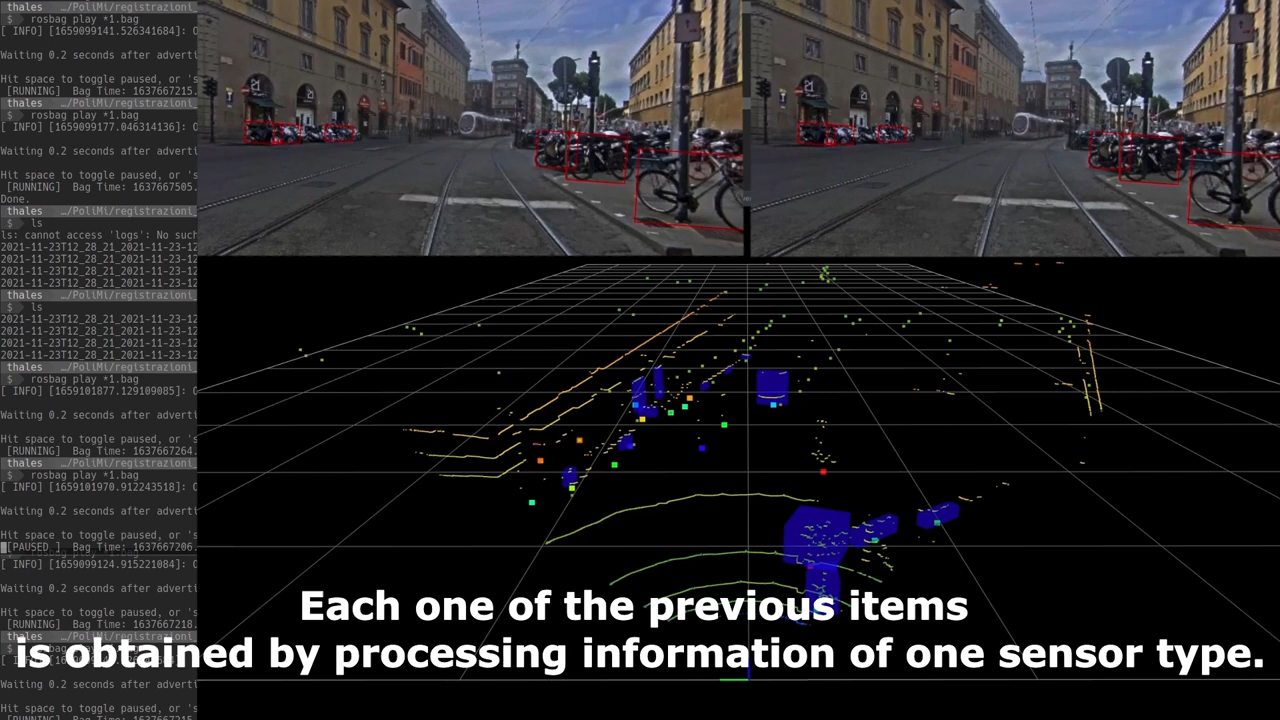 thales …/PoliMi/registrazioni_
$ rosbag play *1.bag
[ INFO] [1659099141.526341684]: O
Waiting 0.2 seconds after adverti
Hit space to toggle paused, or 's
[RUNNING] Bag Time: 1637667215.
thales …/PoliMi/registrazioni_
$ rosbag play *1.bag
[ INFO] [1659099177.046314136]: O
Waiting 0.2 seconds after adverti
Hit space to toggle paused, or 's
[RUNNING] Bag Time: 1637667505.
Done.
thales …/PoliMi/registrazioni_
$ ls
ls: cannot access 'logs': No such
2021-11-23T12_28_21_2021-11-23-12
2021-11-23T12_28_21_2021-11-23-12
2021-11-23T12_28_21_2021-11-23-12
2021-11-23T12_28_21_2021-11-23-12
thales …/PoliMi/registrazioni_
$ ls
2021-11-23T12_28_21_2021-11-23-12
2021-11-23T12_28_21_2021-11-23-12
2021-11-23T12_28_21_2021-11-23-12
2021-11-23T12_28_21_2021-11-23-12
thales …/PoliMi/registrazioni_
$ rosbag play *1.bag
[ INFO] [1659101877.129109085]: O
Waiting 0.2 seconds after adverti
Hit space to toggle paused, or 's
[RUNNING] Bag Time: 1637667264.
thales …/PoliMi/registrazioni_
$ rosbag play *1.bag
[ INFO] [1659101970.912243518]: O
Waiting 0.2 seconds after adverti
Hit space to toggle paused, or 's
[PAUSED ] Bag Time: 1637667206.
Waiting 0.2 seconds after adverti
Hit space to toggle paused, or 's
[RUNNING] Bag Time: 1637667218.
thales …/PoliMi/registrazioni_
Waiting 0.2 seconds after adverti
Hit space to toggle paused, or 's
21
21
Each one of the previous items
is obtained by processing information of one sensor type.